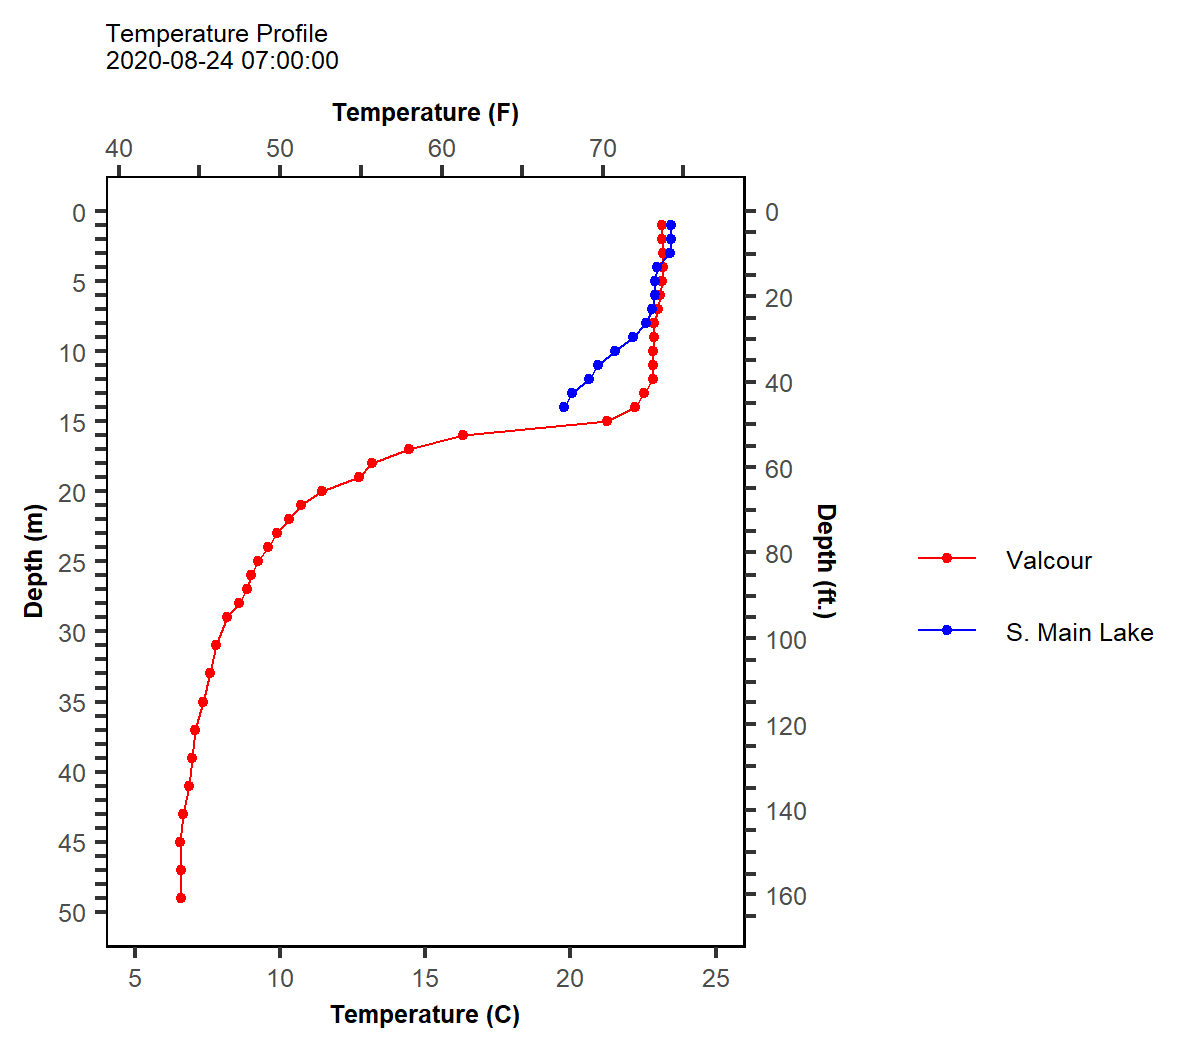 Temperature Profile
2020-08-24 07:00:00
Temperature (F)
40 50 60 70
0
5
10
15
20
25
30
35
40
45
50
Depth (m)
0
20
40
60
80
100
120
140
160
Depth (ft.)
5 10 15 20 25
Temperature (C)
Valcour
S. Main Lake